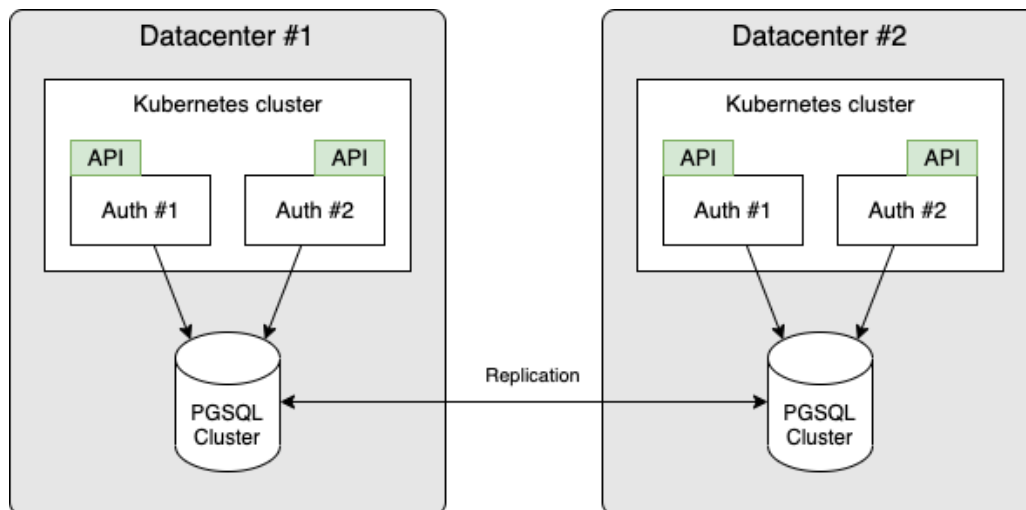 Datacenter #1
Kubernetes cluster
API
API
Auth #1
Auth #2
PGSQL
Cluster
Replication
Datacenter #2
Kubernetes cluster
API
API
Auth #1
Auth #2
PGSQL
Cluster